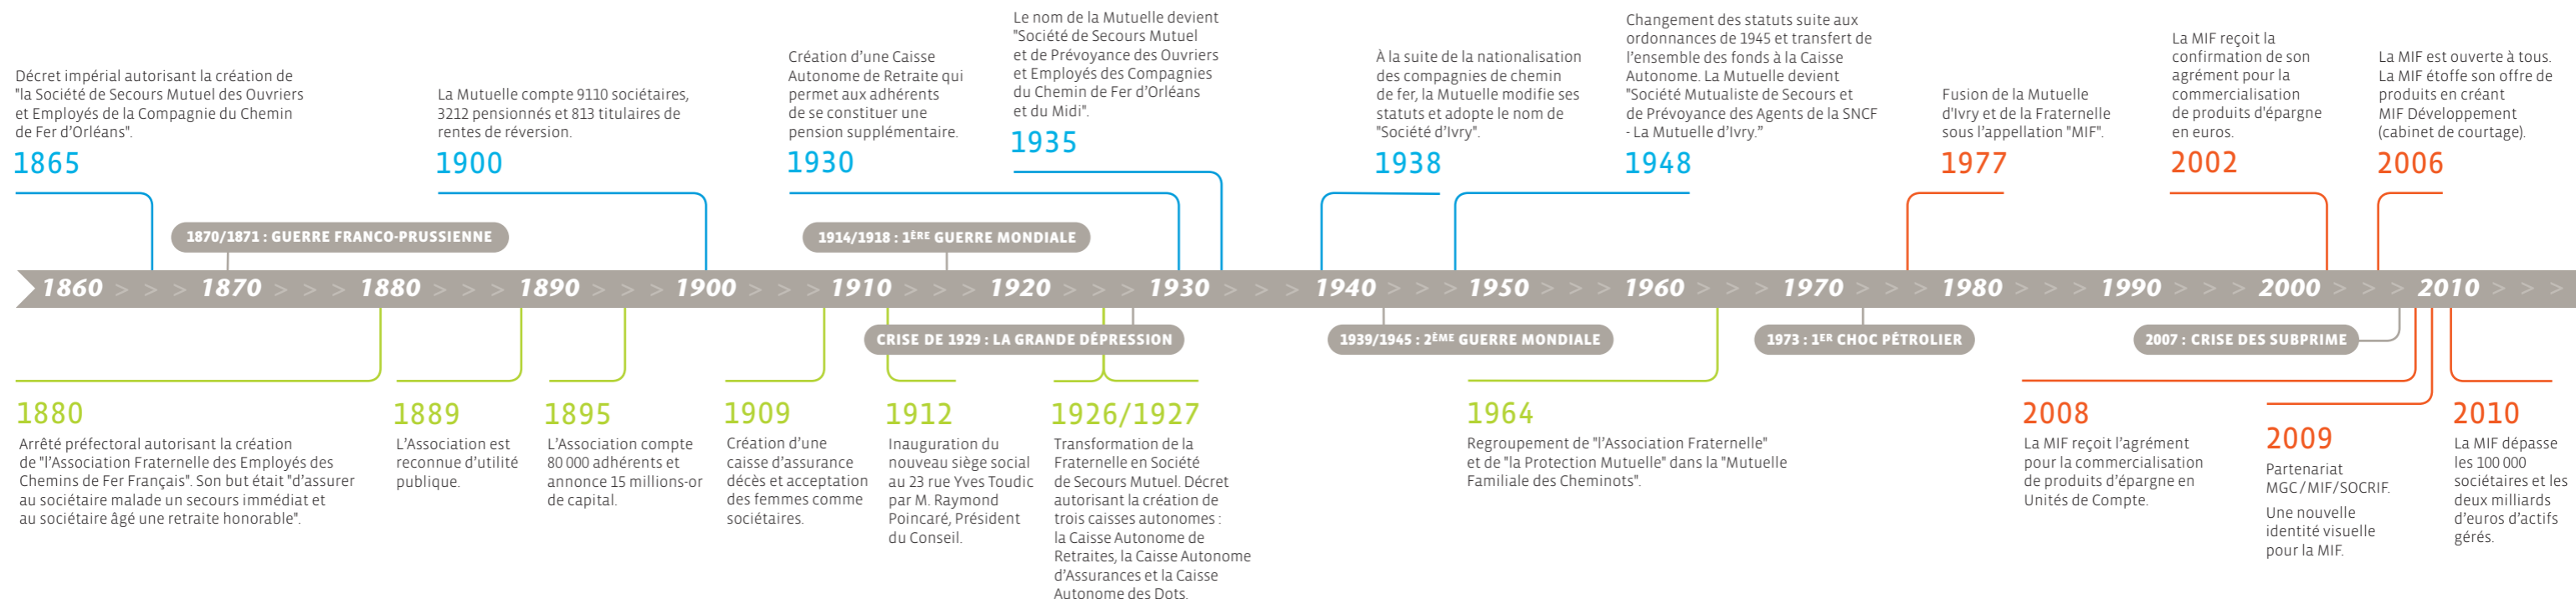 Décret impérial autorisant la création de
"la Société de Secours Mutuel des Ouvriers
et Employés de la Compagnie du Chemin
de Fer d'Orléans".
1865
La Mutuelle compte 9110 sociétaires,
3212 pensionnés et 813 titulaires de
rentes de réversion.
1900
Création d'une Caisse
Autonome de Retraite qui
permet aux adhérents
de se constituer une
pension supplémentaire.
1930
Le nom de la Mutuelle devient
"Société de Secours Mutuel
et de Prévoyance des Ouvriers
et Employés des Compagnies
du Chemin de Fer d'Orléans
et du Midi".
1935
À la suite de la nationalisation
des compagnies de chemin
de fer, la Mutuelle modifie ses
statuts et adopte le nom de
"Société d'Ivry".
1938
Changement des statuts suite aux
ordonnances de 1945 et transfert de
l'ensemble des fonds à la Caisse
Autonome. La Mutuelle devient
"Société Mutualiste de Secours et
de Prévoyance des Agents de la SNCF
- La Mutuelle d'Ivry."
1948
Fusion de la Mutuelle
d'Ivry et de la Fraternelle
sous l'appellation "MIF".
1977
La MIF reçoit la
confirmation de son
agrément pour la
commercialisation
de produits d'épargne
en euros.
2002
La MIF est ouverte à tous.
La MIF étoffe son offre de
produits en créant
MIF Développement
(cabinet de courtage).
2006
1870/1871 : GUERRE FRANCO-PRUSSIENNE
1914/1918 : 1ÈRE GUERRE MONDIALE
1860 > > > 1870 > > > 1880 > > > 1890 > > > 1900 > > > 1910 > > > 1920 > > > 1930 > > > 1940 > > > 1950 > > > 1960 > > > 1970 > > > 1980 > > > 1990 > > > 2000 > > > 2010 > > >
CRISE DE 1929 : LA GRANDE DÉPRESSION
1939/1945 : 2ÈME GUERRE MONDIALE
1973 : 1ER CHOC PÉTROLIER
2007 : CRISE DES SUBPRIME
1880
Arrêté préfectoral autorisant la création
de "l'Association Fraternelle des Employés des
Chemins de Fer Français". Son but était "d'assurer
au sociétaire malade un secours immédiat et
au sociétaire âgé une retraite honorable".
1889
L'Association est
reconnue d'utilité
publique.
1895
L'Association compte
80 000 adhérents et
annonce 15 millions-or
de capital.
1909
Création d'une
caisse d'assurance
décès et acceptation
des femmes comme
sociétaires.
1912
Inauguration du
nouveau siège social
au 23 rue Yves Toudic
par M. Raymond
Poincaré, Président
du Conseil.
1926/1927
Transformation de la
Fraternelle en Société
de Secours Mutuel. Décret
autorisant la création de
trois caisses autonomes :
la Caisse Autonome de
Retraites, la Caisse Autonome
d'Assurances et la Caisse
Autonome des Dots.
1964
Regroupement de "l'Association Fraternelle"
et de "la Protection Mutuelle" dans la "Mutuelle
Familiale des Cheminots".
2008
La MIF reçoit l'agrément
pour la commercialisation
de produits d'épargne en
Unités de Compte.
2009
Partenariat
MGC/MIF/SOCRIF.
Une nouvelle
identité visuelle
pour la MIF.
2010
La MIF dépasse
les 100 000
sociétaires et les
deux milliards
d'euros d'actifs
gérés.